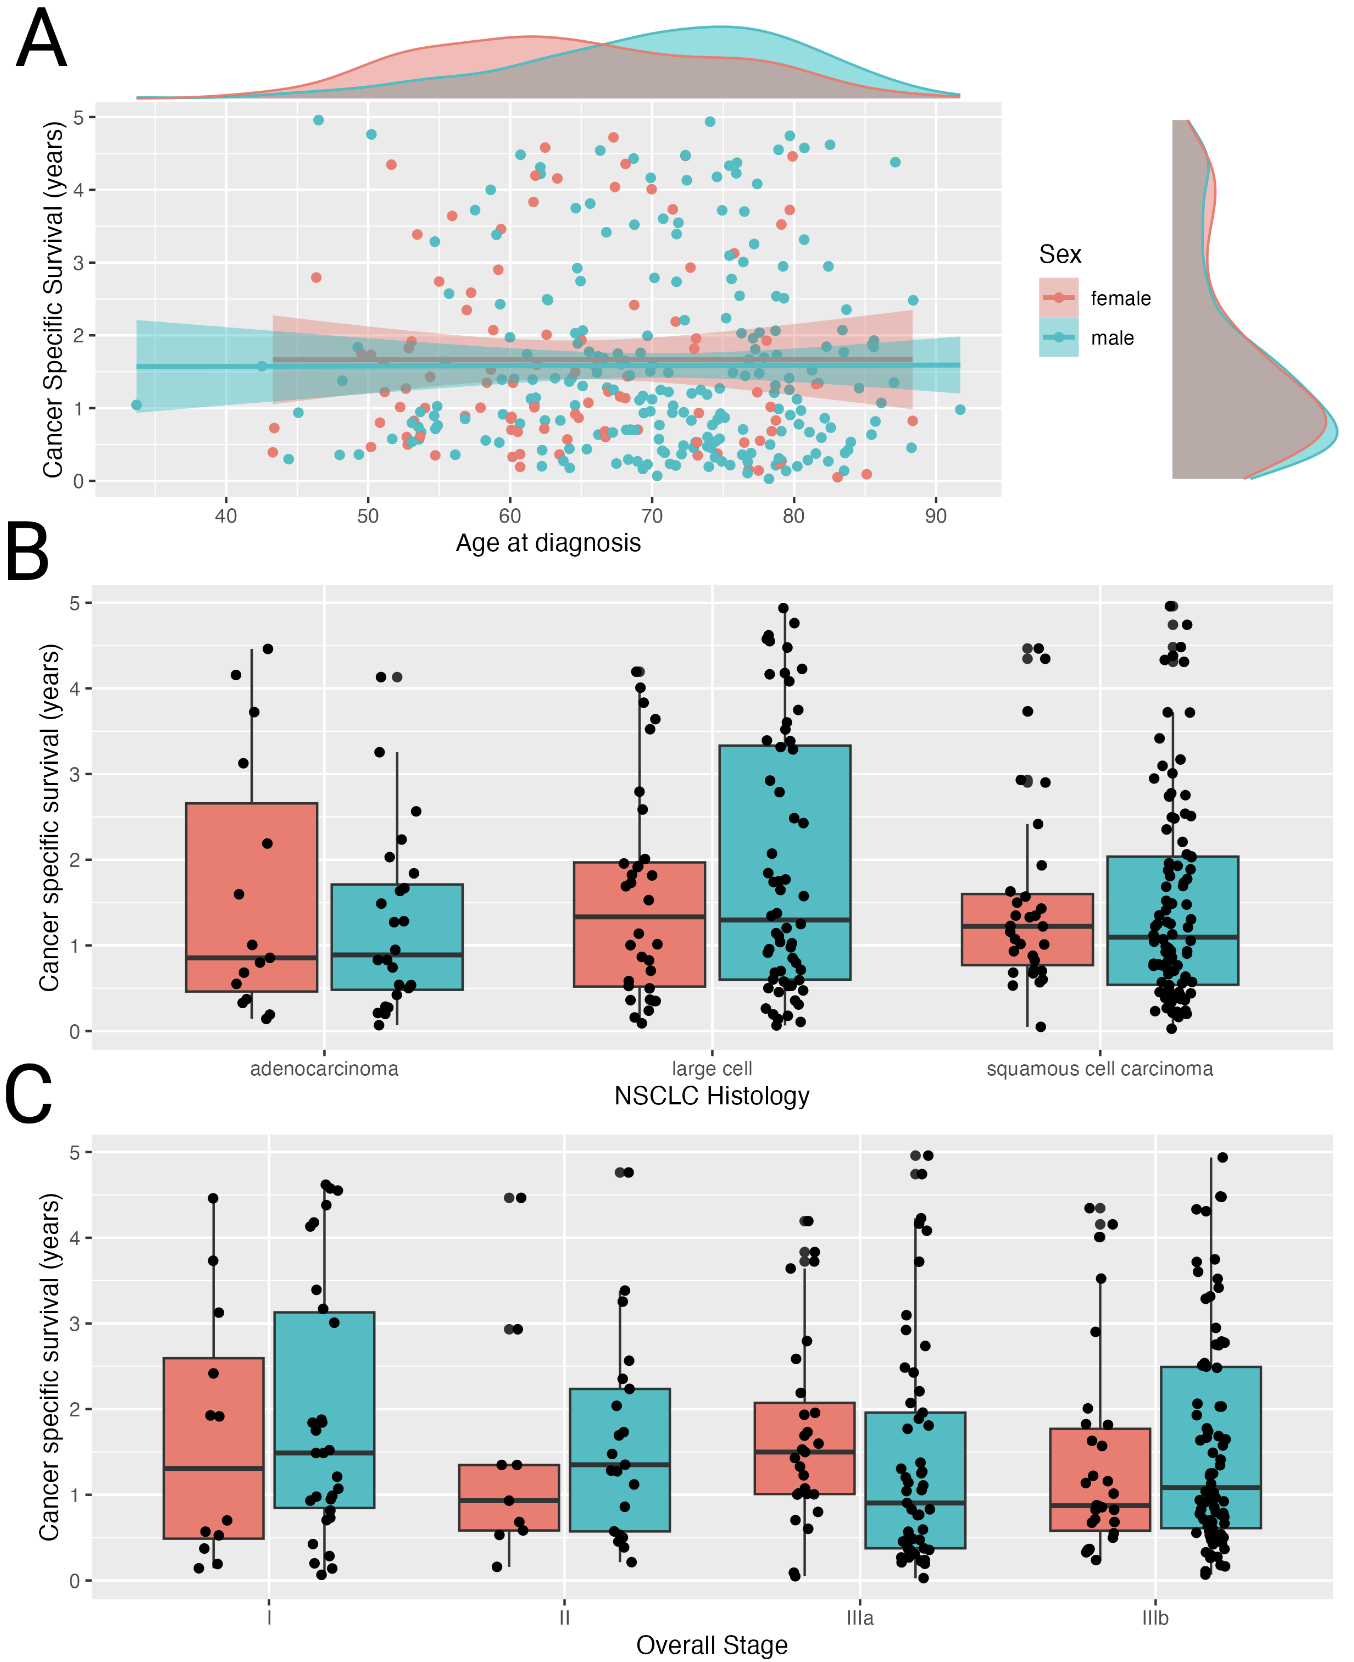 A
Cancer Specific Survival (years)
5
4
3
2
1
0
40 50 60 70 80 90
Age at diagnosis
Sex
female
male
B
Cancer specific survival (years)
5
4
3
2
1
0
adenocarcinoma large cell squamous cell carcinoma
NSCLC Histology
C
Cancer specific survival (years)
5
4
3
2
1
0
I II IIIa IIIb
Overall Stage